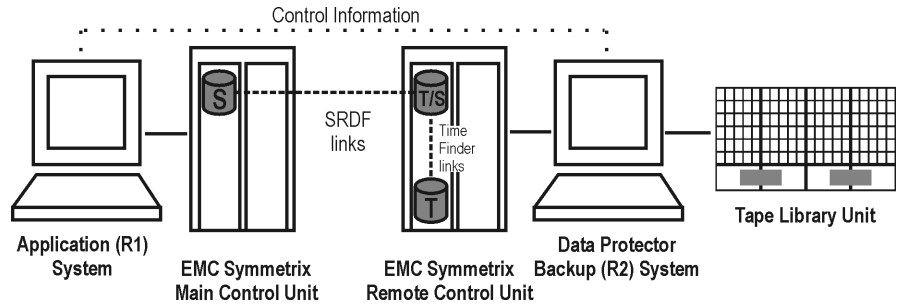 Control Information
S
T/S
SRDF
links
Time
Finder
links
T
Application (R1)
System
EMC Symmetrix
Main Control Unit
EMC Symmetrix
Remote Control Unit
Data Protector
Backup (R2) System
Tape Library Unit